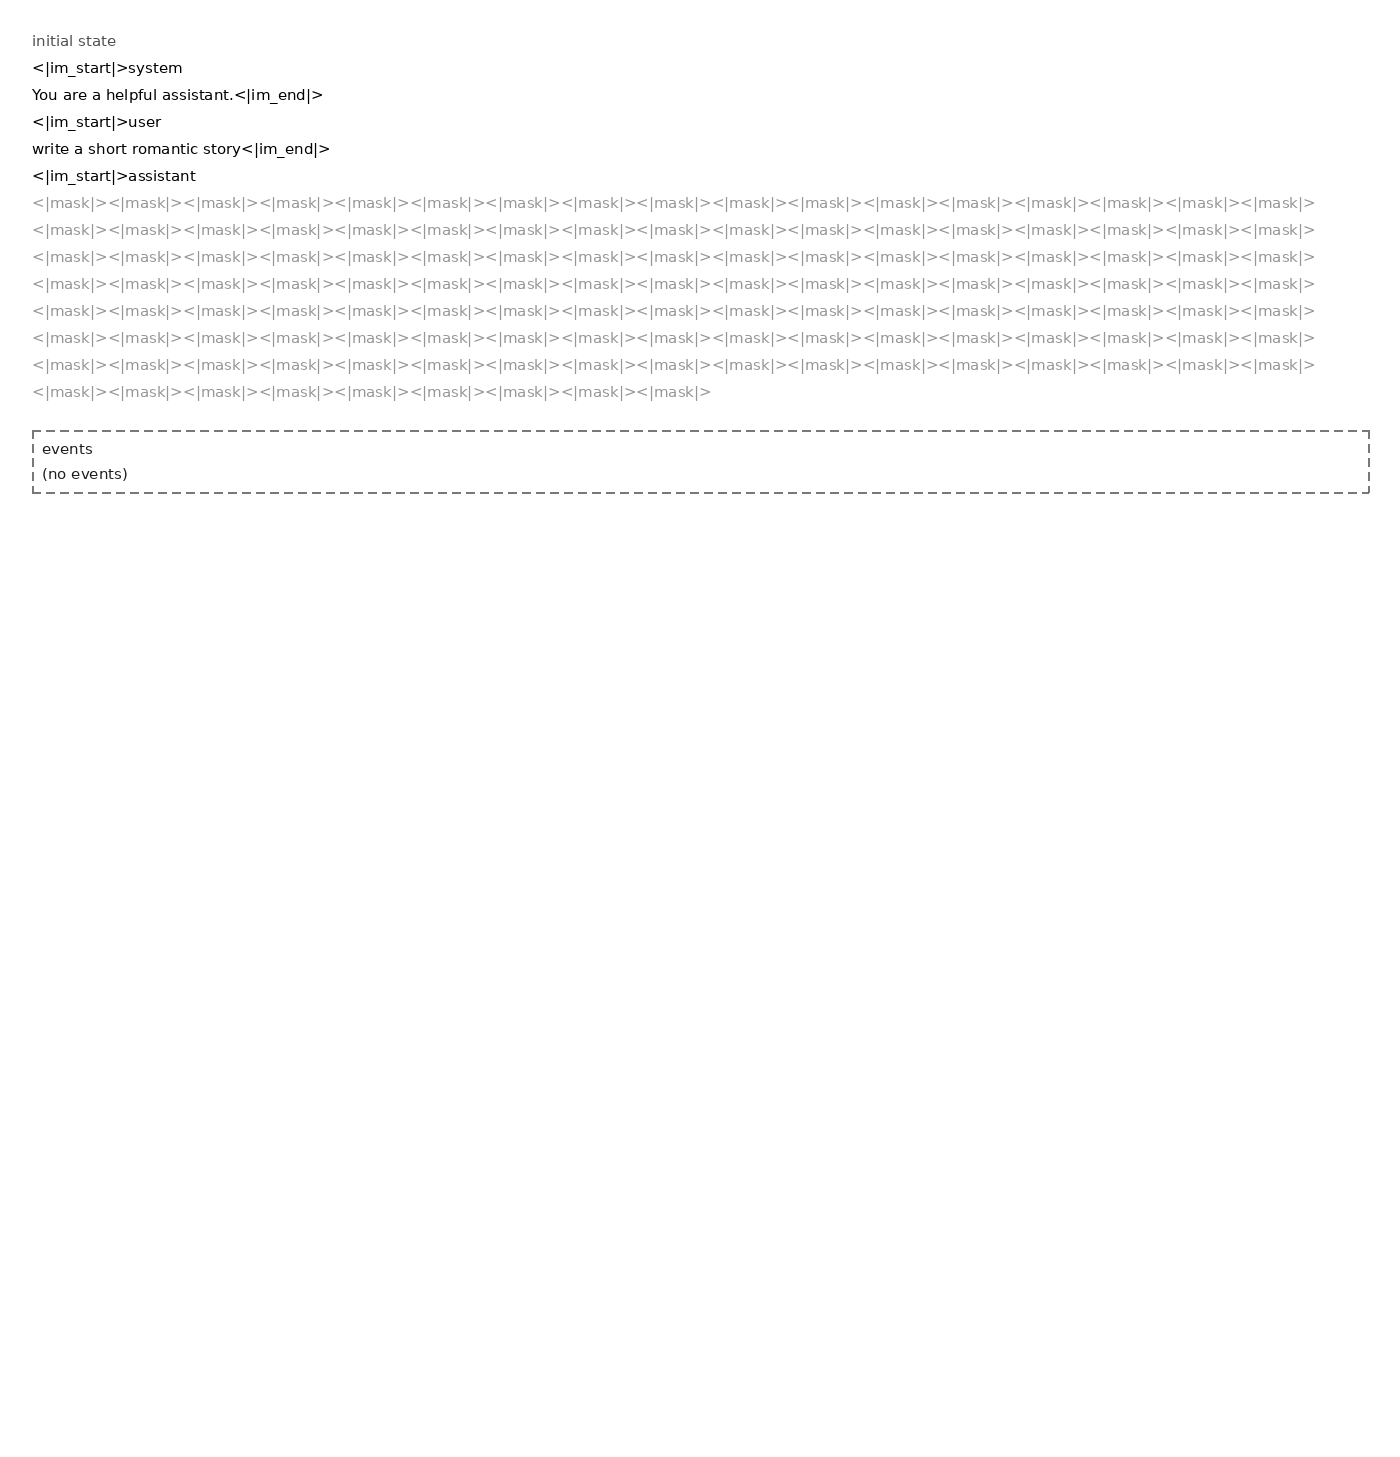 initial state
<|im_start|>system
You are a helpful assistant.<|im_end|>
<|im_start|>user
write a short romantic story<|im_end|>
<|im_start|>assistant
<|mask|><|mask|><|mask|><|mask|><|mask|><|mask|><|mask|><|mask|><|mask|><|mask|><|mask|><|mask|><|mask|><|mask|><|mask|><|mask|><|mask|>
<|mask|><|mask|><|mask|><|mask|><|mask|><|mask|><|mask|><|mask|><|mask|><|mask|><|mask|><|mask|><|mask|><|mask|><|mask|><|mask|><|mask|>
<|mask|><|mask|><|mask|><|mask|><|mask|><|mask|><|mask|><|mask|><|mask|><|mask|><|mask|><|mask|><|mask|><|mask|><|mask|><|mask|><|mask|>
<|mask|><|mask|><|mask|><|mask|><|mask|><|mask|><|mask|><|mask|><|mask|><|mask|><|mask|><|mask|><|mask|><|mask|><|mask|><|mask|><|mask|>
<|mask|><|mask|><|mask|><|mask|><|mask|><|mask|><|mask|><|mask|><|mask|><|mask|><|mask|><|mask|><|mask|><|mask|><|mask|><|mask|><|mask|>
<|mask|><|mask|><|mask|><|mask|><|mask|><|mask|><|mask|><|mask|><|mask|><|mask|><|mask|><|mask|><|mask|><|mask|><|mask|><|mask|><|mask|>
<|mask|><|mask|><|mask|><|mask|><|mask|><|mask|><|mask|><|mask|><|mask|><|mask|><|mask|><|mask|><|mask|><|mask|><|mask|><|mask|><|mask|>
<|mask|><|mask|><|mask|><|mask|><|mask|><|mask|><|mask|><|mask|><|mask|>
events
(no events)